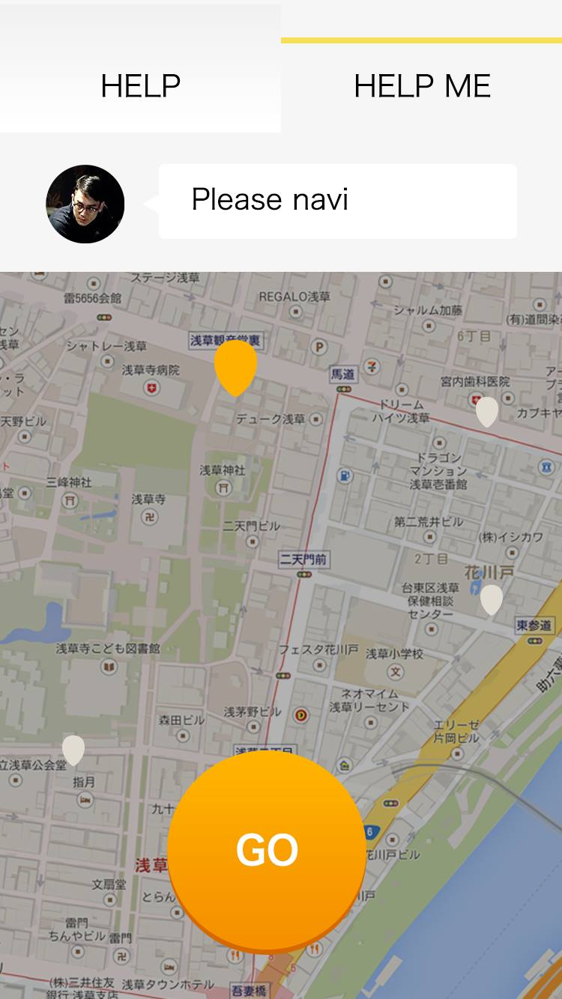 HELP
HELP ME
Please navi
ステージ浅草
雷5656会館
REGALO浅草
シャルム加藤
(有)道間染
6丁目
セン
浅草
シャトレー浅草
浅草観音堂裏
P
浅草寺病院
馬道
宮内歯科医院
ット
天野ビル
デューク浅草
ドリーム
ハイツ浅草
カブキヤ
ドラゴン
マンション
浅草壱番館
浅草神社
三峰神社
浅草寺
二天門ビル
第二荒井ビル
(株)イシカワ
二天門前
2丁目
花川戸
台東区浅草
保健相談
センター
東参道
浅草寺こども図書館
フェスタ花川戸
浅草小学校
文
助六
ネオマイム
浅草リーセント
浅茅野ビル
森田ビル
エリーゼ
片岡ビル
立浅草公会堂
指月
九十
GO
6
花川戸ビル
浅草
文扇堂
とらん
川戸
雷門
ちんやビル
雷門
(株)三井住友
銀行 浅草支店
浅草タウンホテル
吾妻橋